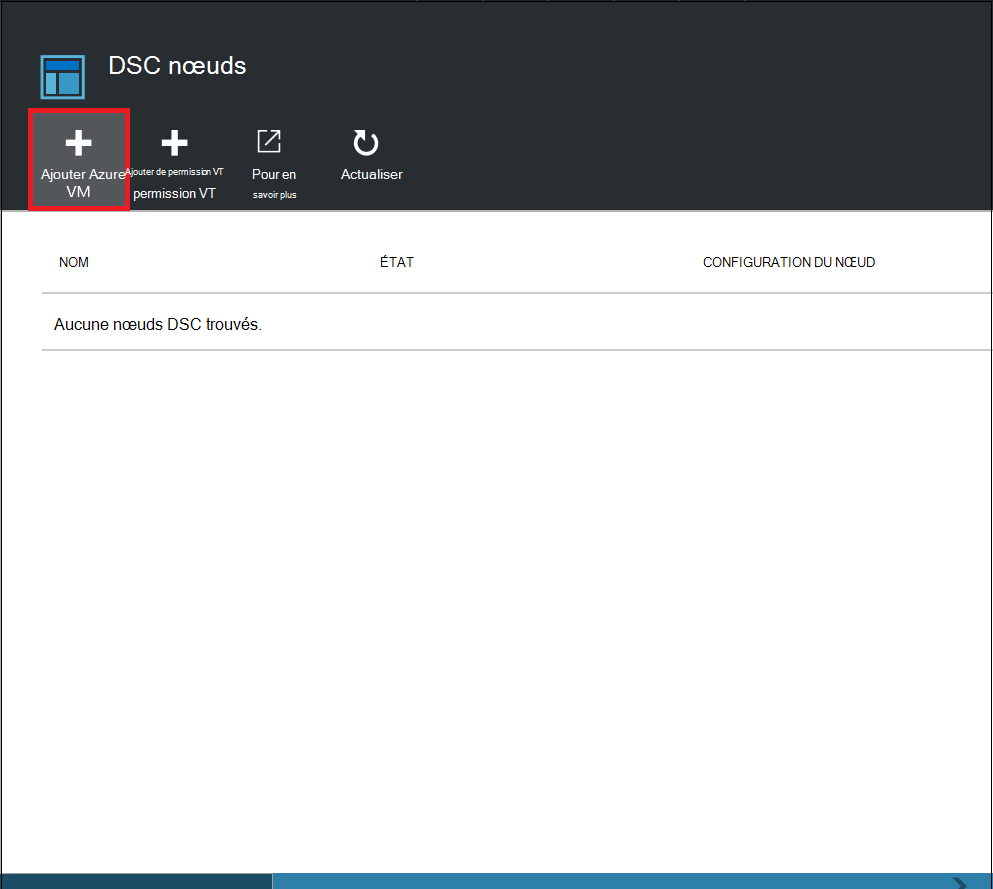 DSC nœuds
Ajouter Azure
VM
Ajouter de permission VT
permission VT
Pour en
savoir plus
Actualiser
NOM
ÉTAT
CONFIGURATION DU NŒUD
Aucune nœuds DSC trouvés.